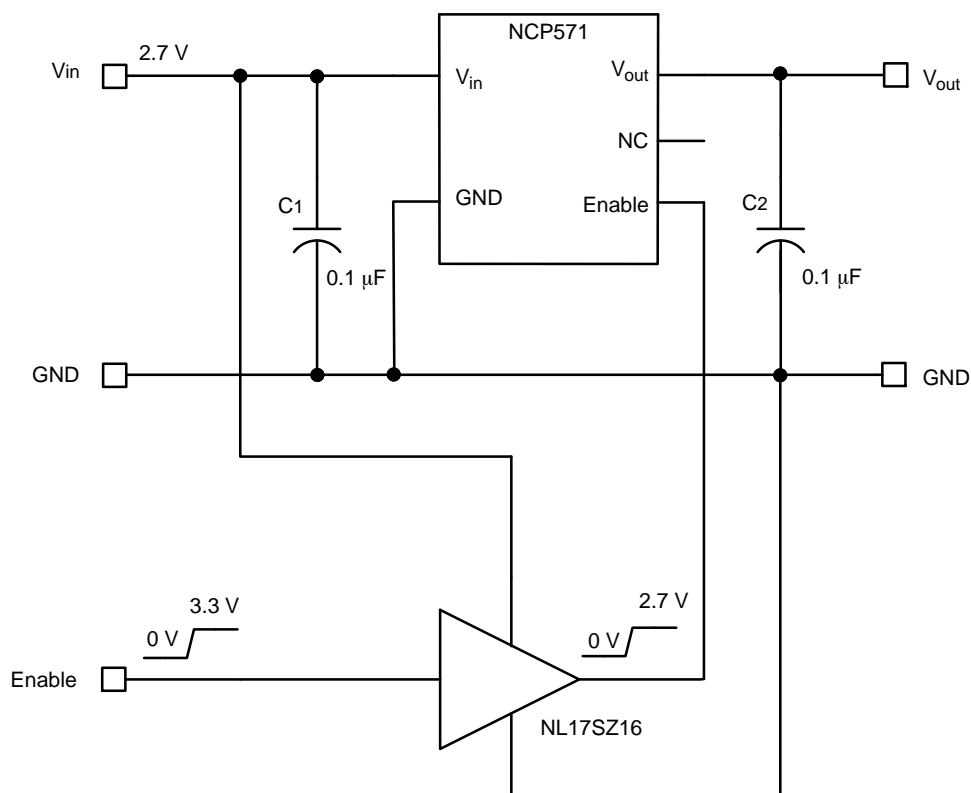 NCP571
2.7 V
Vin
Vin
Vout
Vout
NC
GND
Enable
C1
C2
0.1 μF
0.1 μF
GND
GND
3.3 V
2.7 V
0 V
0 V
Enable
NL17SZ16